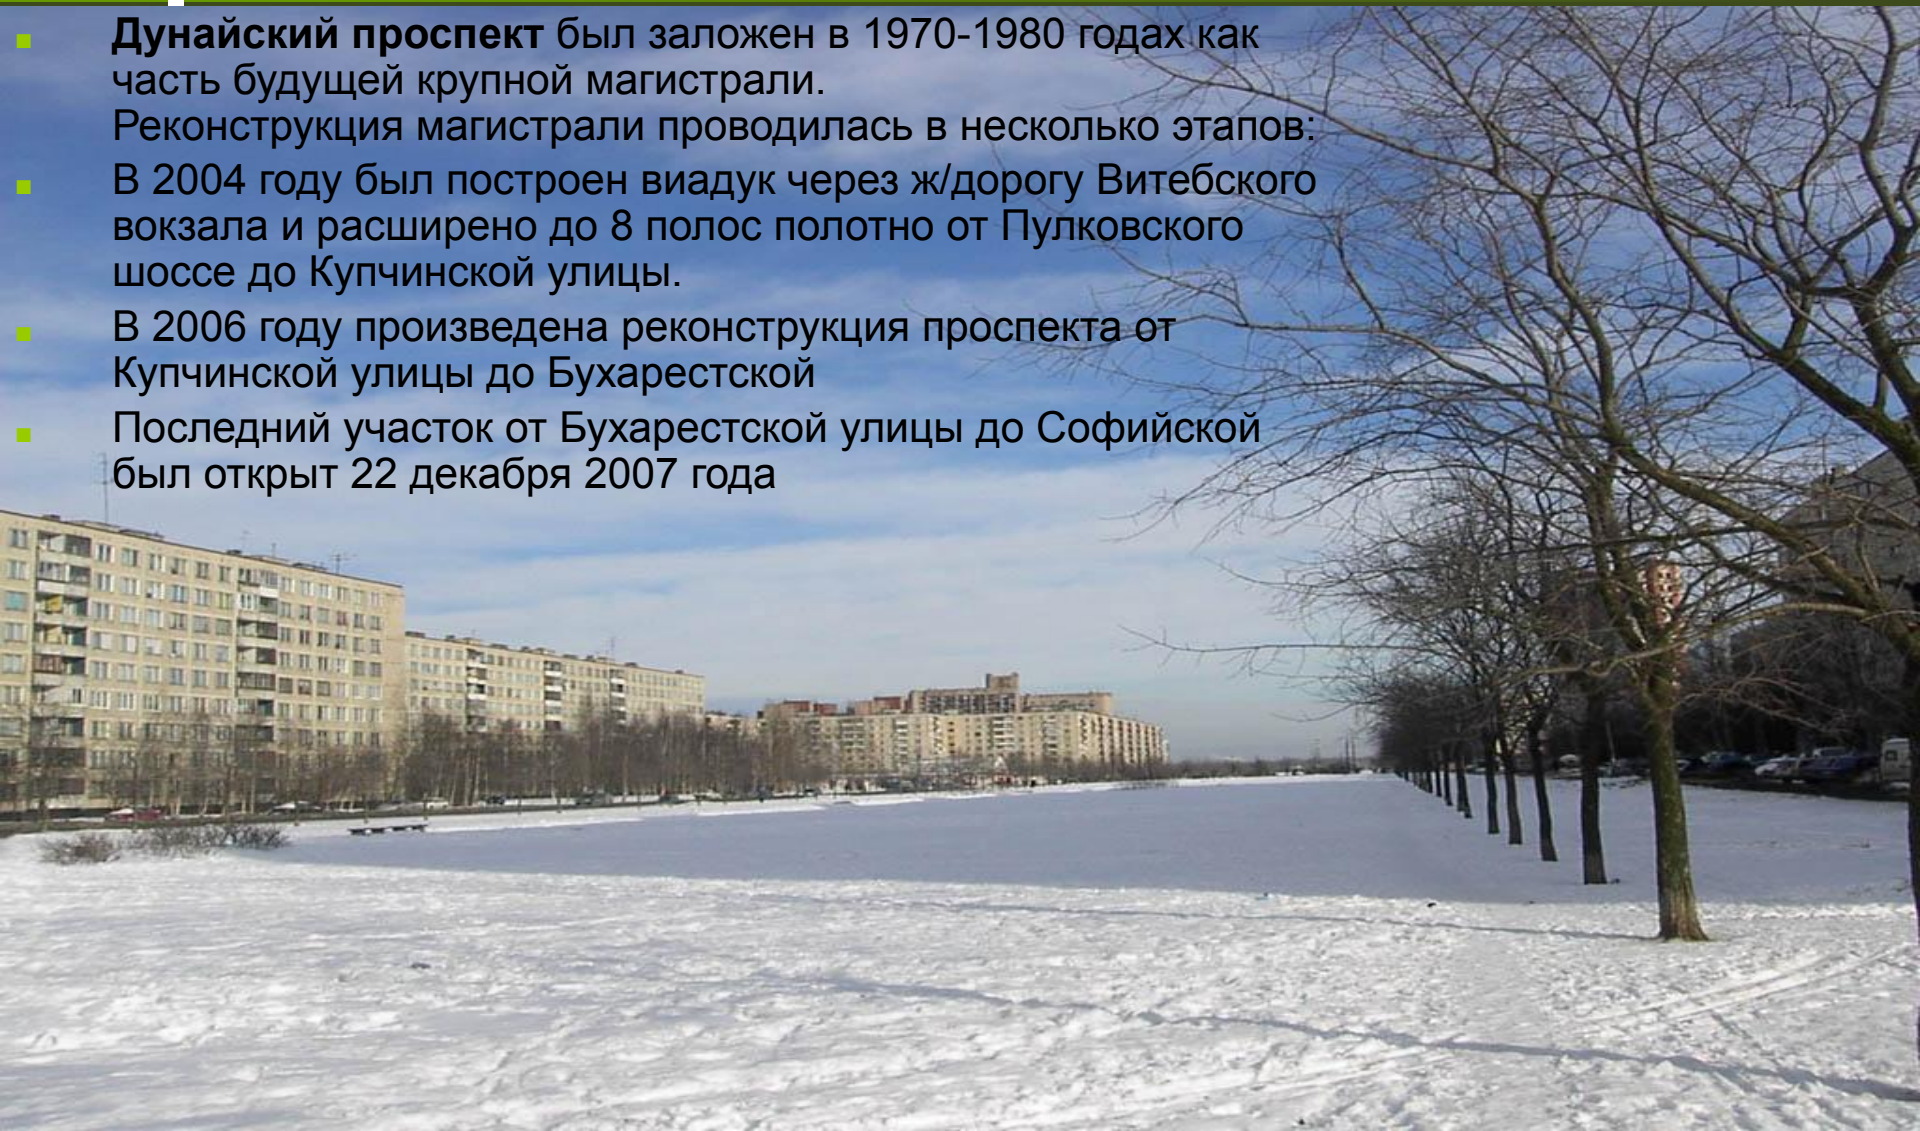 Дунайский проспект был заложен в 1970-1980 годах как
часть будущей крупной магистрали.
Реконструкция магистрали проводилась в несколько этапов:
В 2004 году был построен виадук через ж/дорогу Витебского
вокзала и расширено до 8 полос полотно от Пулковского
шоссе до Купчинской улицы.
В 2006 году произведена реконструкция проспекта от
Купчинской улицы до Бухарестской
Последний участок от Бухарестской улицы до Софийской
был открыт 22 декабря 2007 года